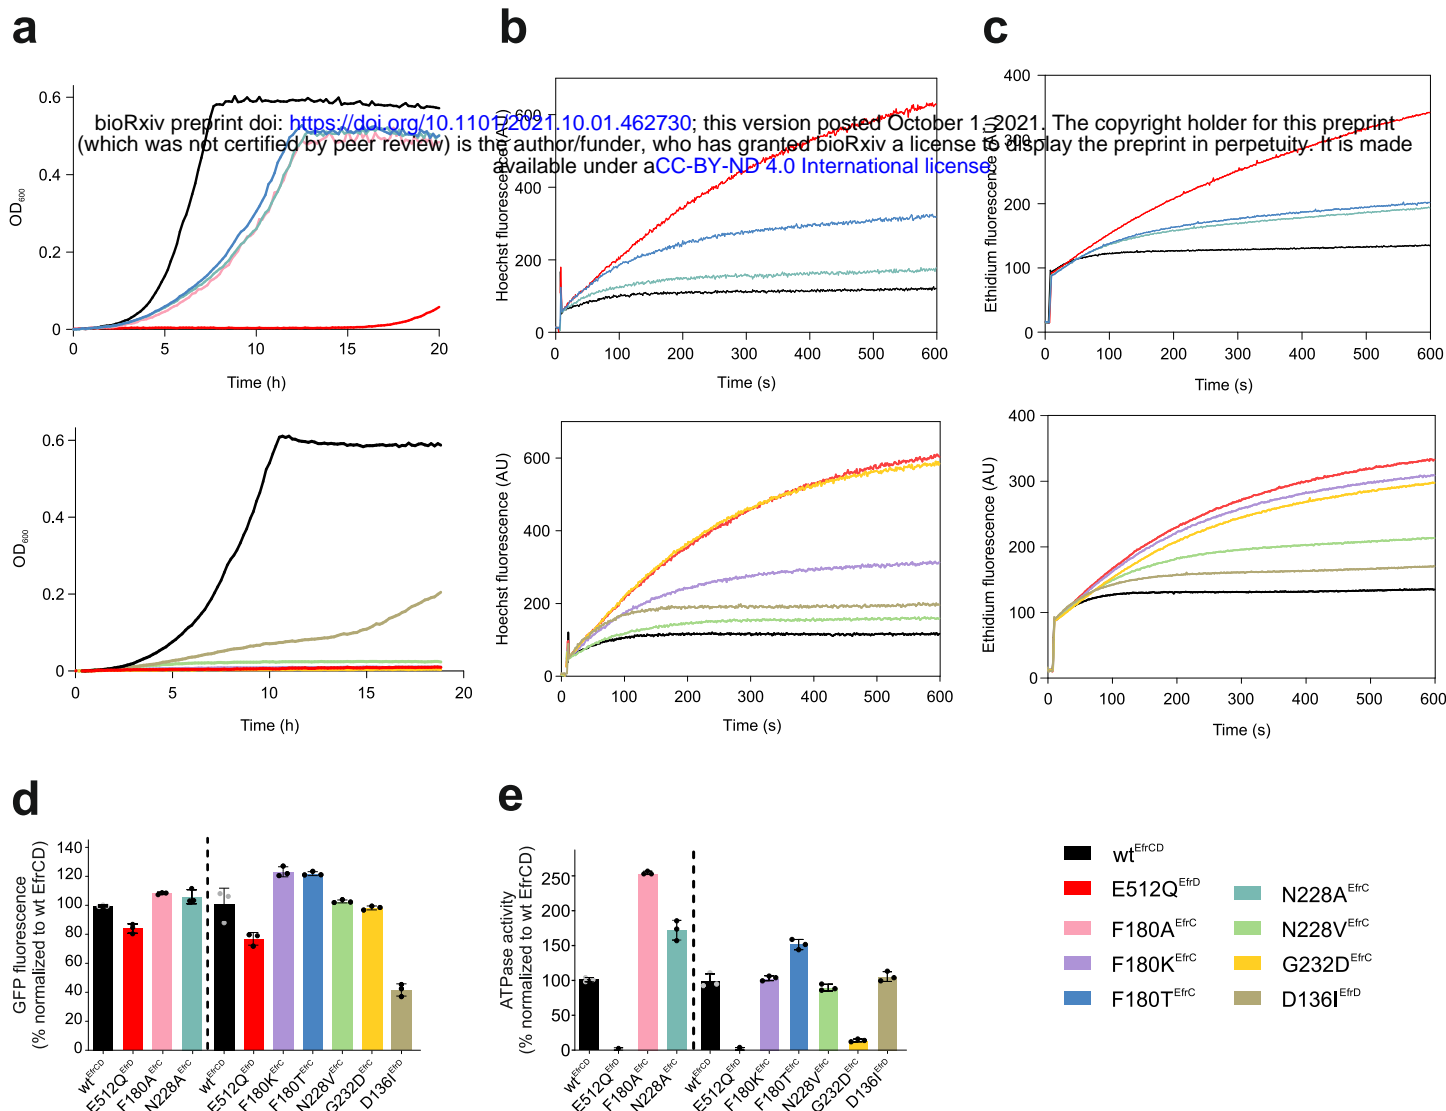 a
b
c
bioRxiv preprint doi: https://doi.org/10.1101/2021.10.01.462730; this version posted October 1, 2021. The copyright holder for this preprint
(which was not certified by peer review) is the author/funder, who has granted bioRxiv a license to display the preprint in perpetuity. It is made
available under aCC-BY-ND 4.0 International license.
OD600
0.6
0.4
0.2
0
0 5 10 15 20
Time (h)
Hoechst fluorescence (AU)
600
400
200
0
0 100 200 300 400 500 600
Time (s)
Ethidium fluorescence (AU)
400
300
200
100
0
0 100 200 300 400 500 600
Time (s)
OD600
0.6
0.4
0.2
0
0 5 10 15 20
Time (h)
Hoechst fluorescence (AU)
600
400
200
0
0 100 200 300 400 500 600
Time (s)
Ethidium fluorescence (AU)
400
300
200
100
0
0 100 200 300 400 500 600
Time (s)
d
GFP fluorescence
(% normalized to wt EfrCD)
140
120
100
80
60
40
20
0
wtEfrCD
E512QEfrD
F180AEfrC
N228AEfrC
wtEfrCD
E512QEfrD
F180KEfrC
F180TEfrC
N228VEfrC
G232DEfrC
D136IEfrD
e
ATPase activity
(% normalized to wt EfrCD)
250
200
150
100
50
0
wtEfrCD
E512QEfrD
F180AEfrC
N228AEfrC
wtEfrCD
E512QEfrD
F180KEfrC
F180TEfrC
N228VEfrC
G232DEfrC
D136IEfrD
wtEfrCD
E512QEfrD
F180AEfrC
F180KEfrC
F180TEfrC
N228AEfrC
N228VEfrC
G232DEfrC
D136IEfrD